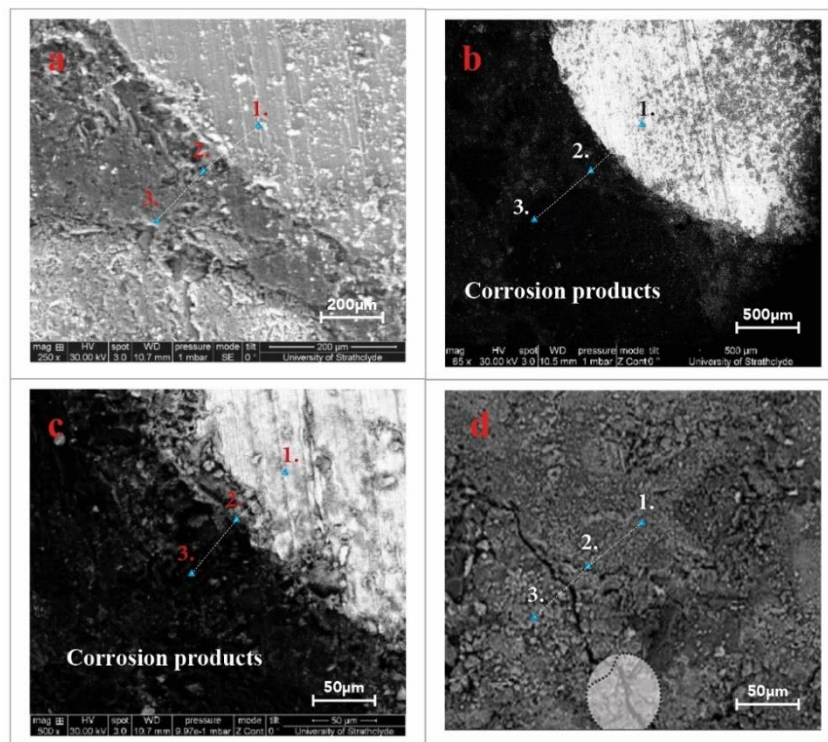 a
1.
2.
3.
200µm
mag HV spot WD pressure mode tilt 200 µm
250 x 30.00 kV 3.0 10.7 mm 1 mbar SE 0 ° University of Strathclyde
b
1.
2.
3.
Corrosion products
500µm
mag HV spot WD pressure mode tilt 500 µm
65 x 30.00 kV 3.0 10.5 mm 1 mbar Z Cont 0 ° University of Strathclyde
c
1.
2.
3.
Corrosion products
50µm
mag HV spot WD pressure mode tilt 50 µm
500 x 30.00 kV 3.0 10.7 mm 9.97e-1 mbar Z Cont 0 ° University of Strathclyde
d
1.
2.
3.
50µm